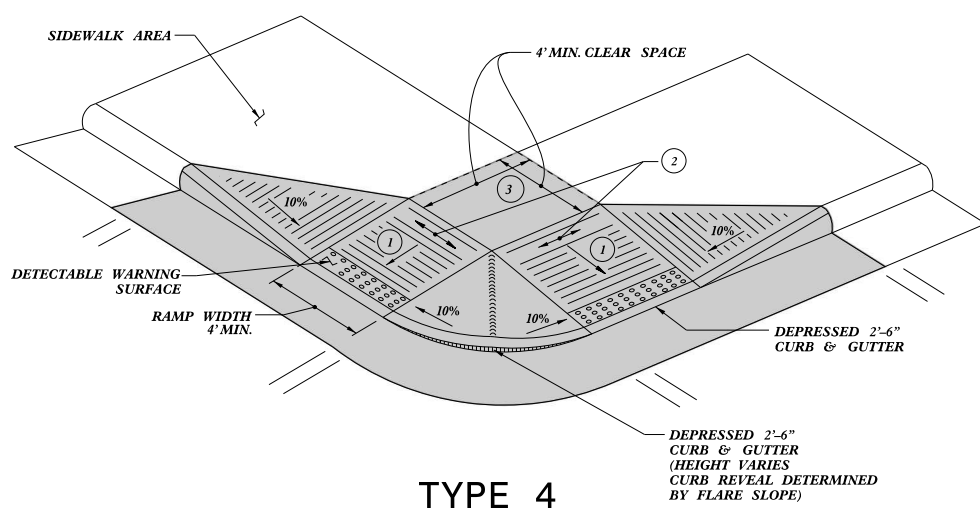 SIDEWALK AREA
4' MIN. CLEAR SPACE
2
3
10%
10%
1
1
DETECTABLE WARNING
SURFACE
RAMP WIDTH
4' MIN.
10%
10%
DEPRESSED 2'–6"
CURB & GUTTER
DEPRESSED 2'–6"
CURB & GUTTER
(HEIGHT VARIES
CURB REVEAL DETERMINED
BY FLARE SLOPE)
TYPE 4